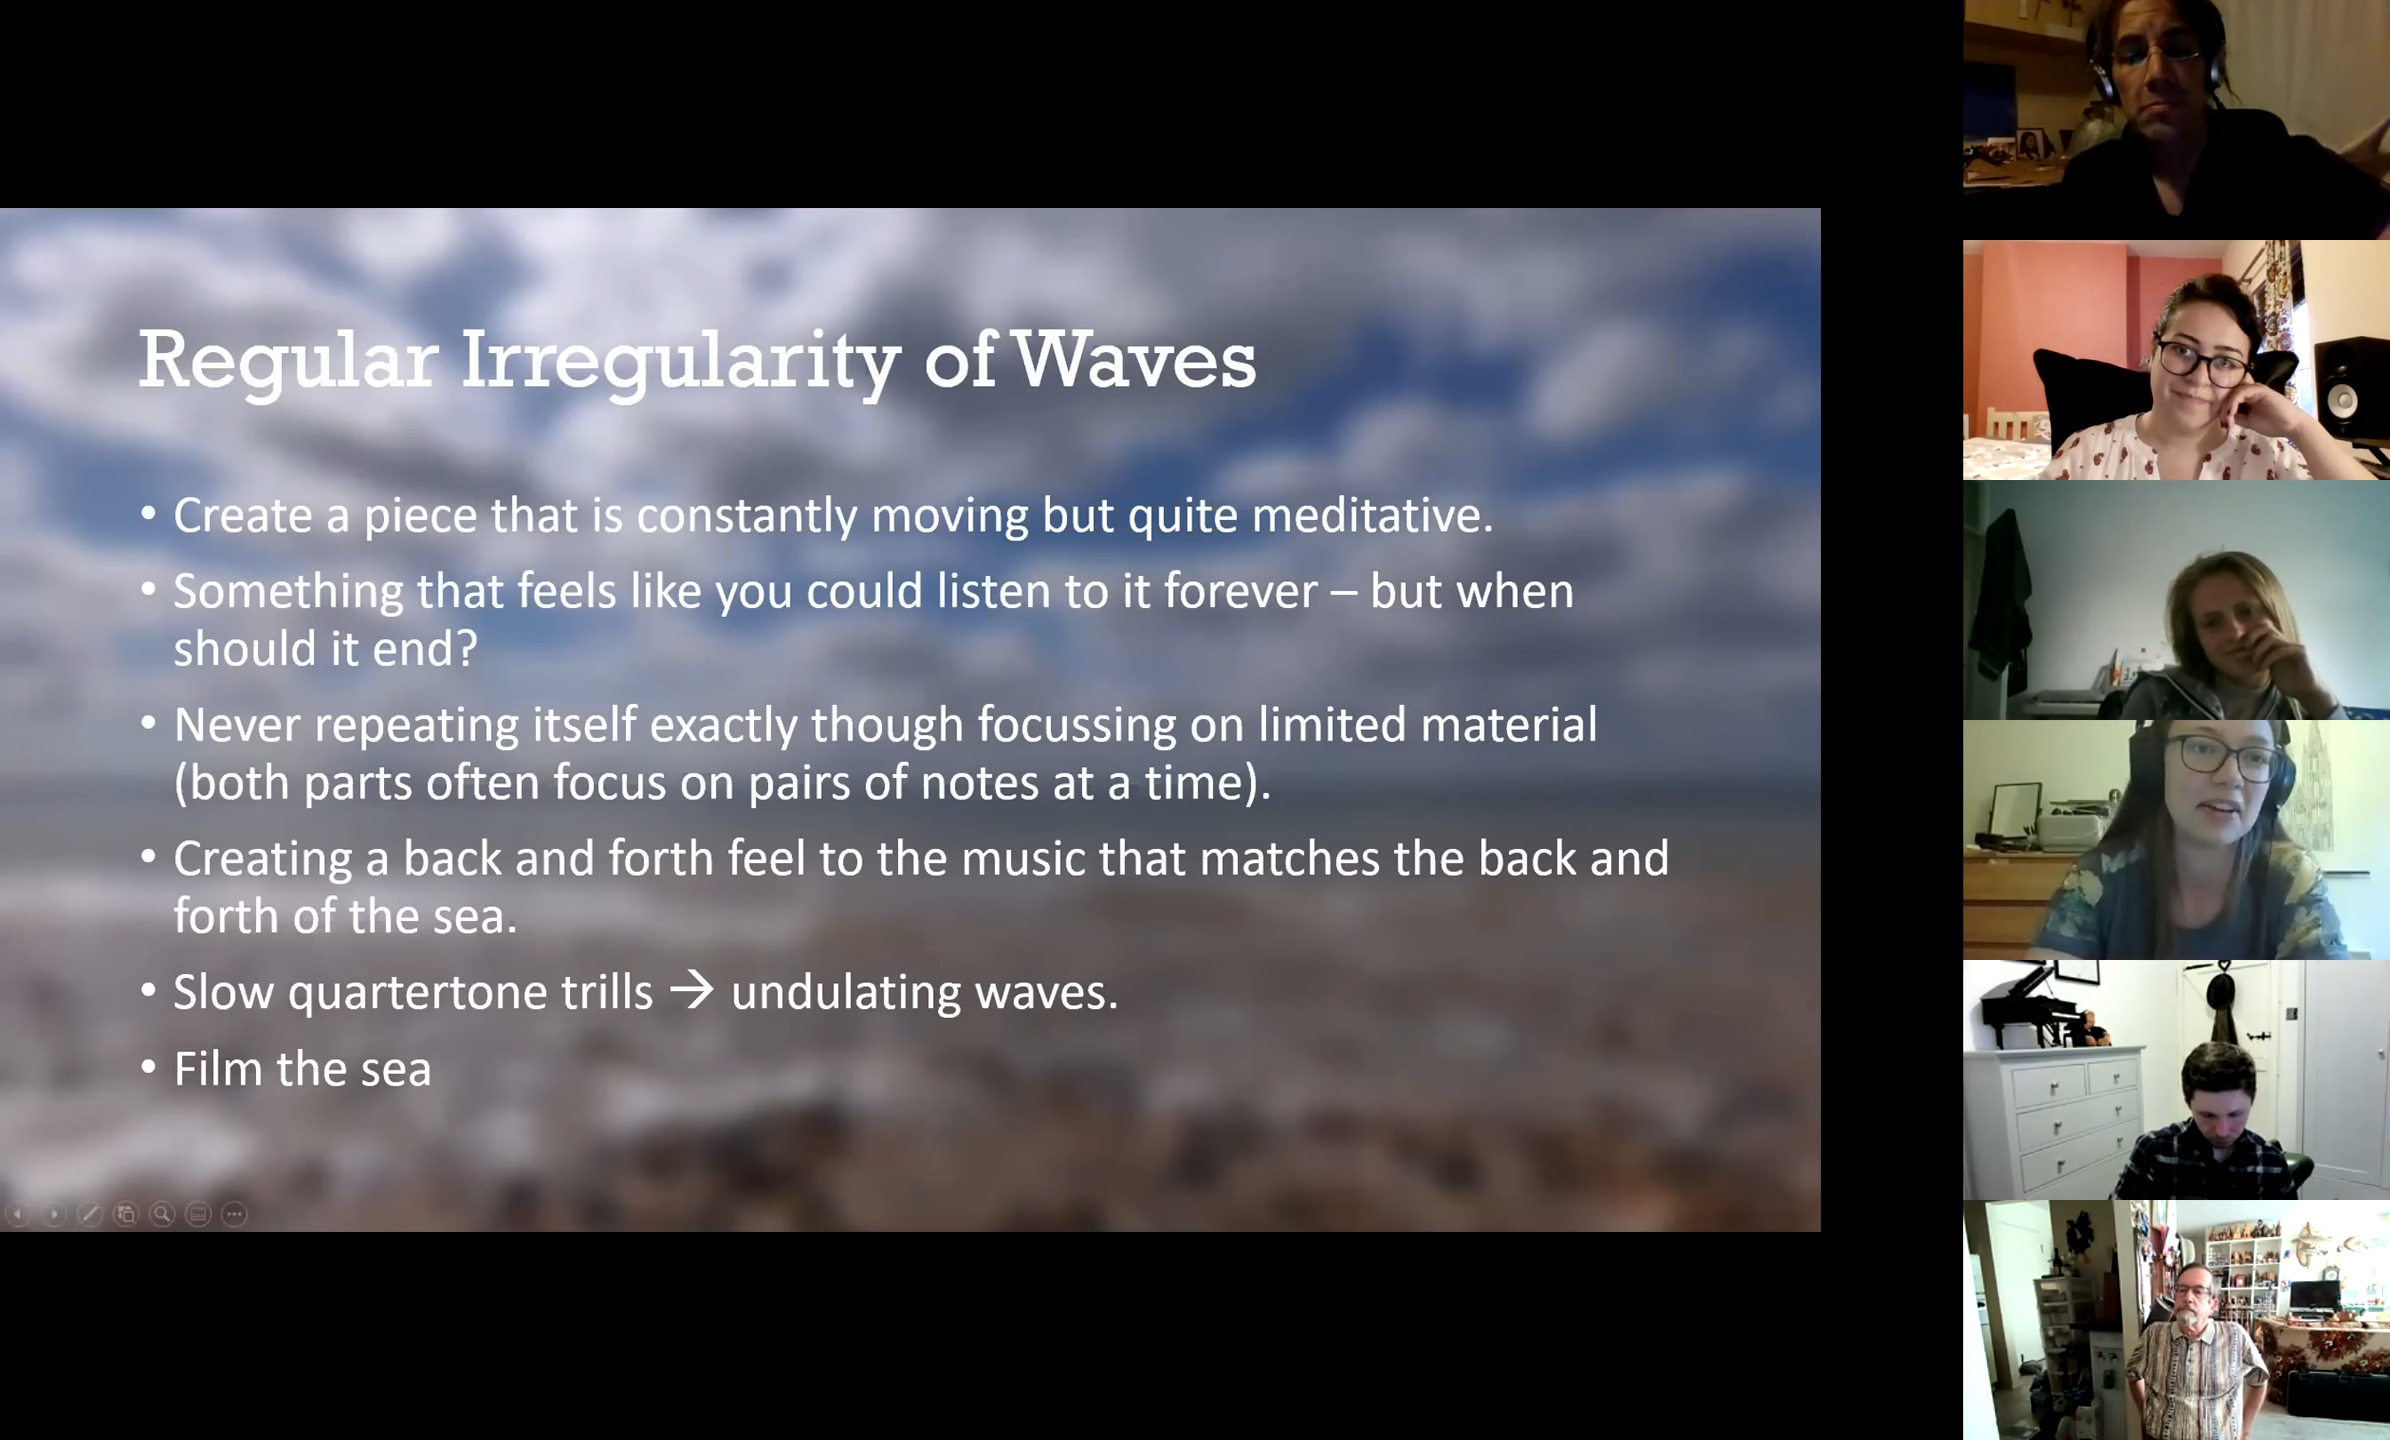 Regular Irregularity of Waves
• Create a piece that is constantly moving but quite meditative.
• Something that feels like you could listen to it forever – but when
should it end?
• Never repeating itself exactly though focussing on limited material
(both parts often focus on pairs of notes at a time).
• Creating a back and forth feel to the music that matches the back and
forth of the sea.
• Slow quartertone trills → undulating waves.
• Film the sea